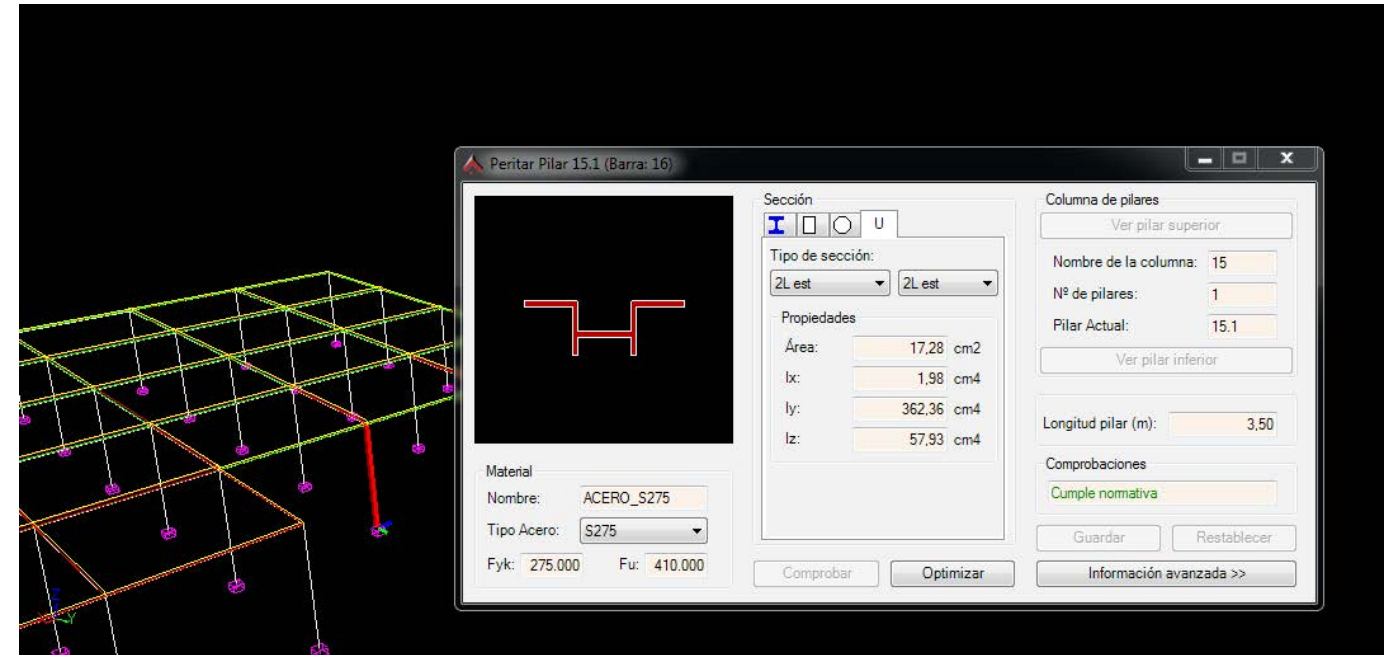 Peritar Pilar 15.1 (Barra: 16)
Sección
U
Tipo de sección:
2L est
2L est
Propiedades
Área: 17,28 cm2
Ix: 1,98 cm4
Iy: 362,36 cm4
Iz: 57,93 cm4
Material
Nombre: ACERO_S275
Tipo Acero: S275
Fyk: 275.000 Fu: 410.000
Comprobar
Optimizar
Columna de pilares
Ver pilar superior
Nombre de la columna: 15
Nº de pilares: 1
Pilar Actual: 15.1
Ver pilar inferior
Longitud pilar (m): 3,50
Comprobaciones
Cumple normativa
Guardar
Restablecer
Información avanzada >>
Y